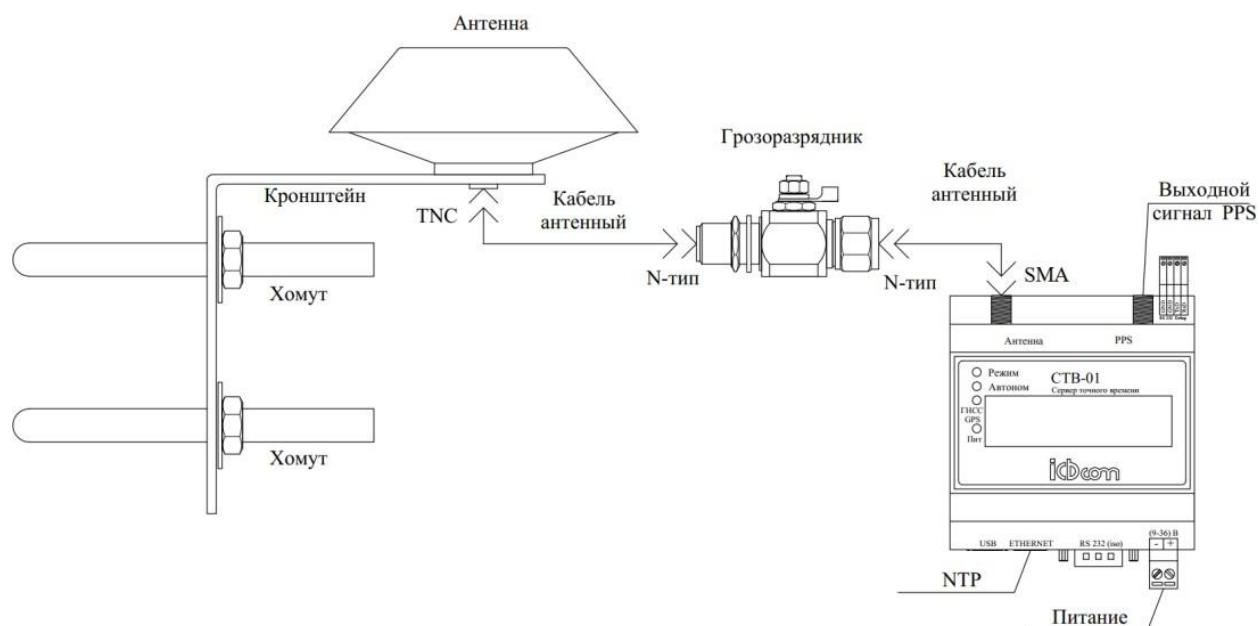 Антенна
Грозоразрядник
Кронштейн
TNC
Кабель
антенный
Кабель
антенный
Выходной
сигнал PPS
N-тип
N-тип
SMA
Хомут
Хомут
Антенна
PPS
Режим
Автоном
ГНСС
GPS
Пит
СТВ-01
Сервер точного времени
icbcom
USB
ETHERNET
RS 232 (iso)
(9-36) В
- +
NTP
Питание